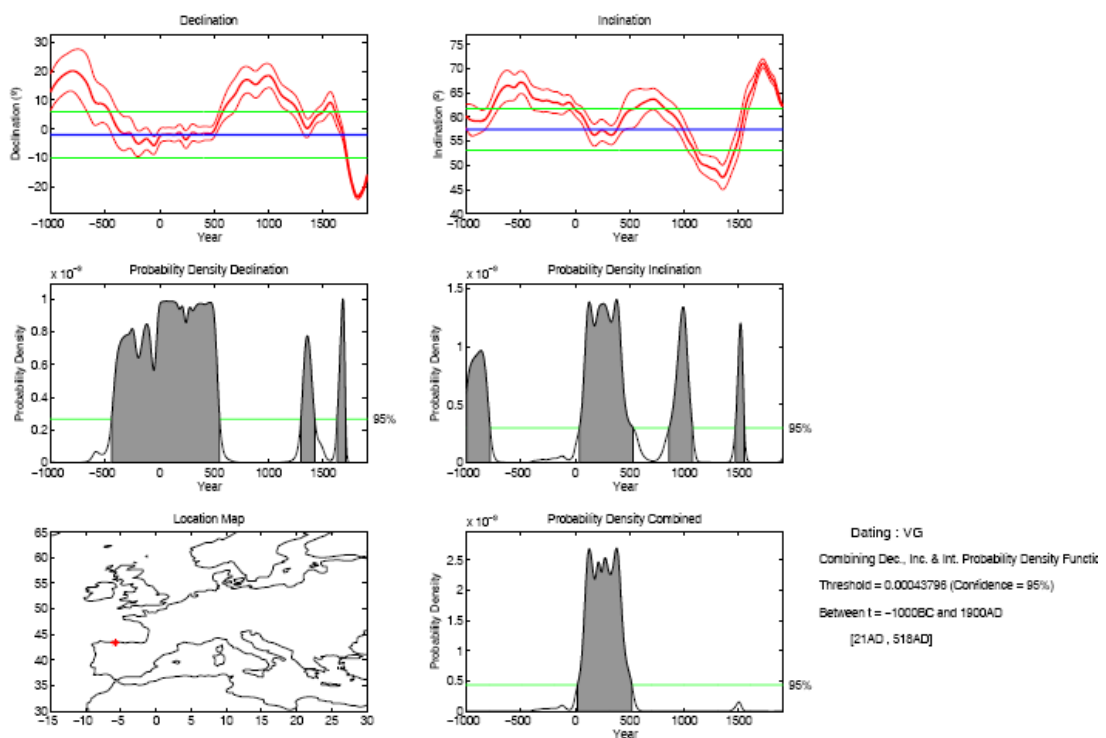 Declination
Inclination
30
20
10
0
−10
−20
Declination (º)
−1000 −500 0 500 1000 1500
Year
75
70
65
60
55
50
45
40
Inclination (º)
−1000 −500 0 500 1000 1500
Year
Probability Density Declination
x 10⁻³
1
0.8
0.6
0.4
0.2
0
Probability Density
95%
−1000 −500 0 500 1000 1500
Year
Probability Density Inclination
x 10⁻³
1.5
1
0.5
0
Probability Density
95%
−1000 −500 0 500 1000 1500
Year
Location Map
65
60
55
50
45
40
35
30
−15 −10 −5 0 5 10 15 20 25 30
Probability Density Combined
x 10⁻³
2.5
2.0
1.5
1.0
0.5
0
Probability Density
95%
−1000 −500 0 500 1000 1500
Year
Dating : VG
Combining Dec., Inc. & Int. Probability Density Functio
Threshold = 0.00043796 (Confidence = 95%)
Between t = −1000BC and 1900AD
[21AD , 518AD]